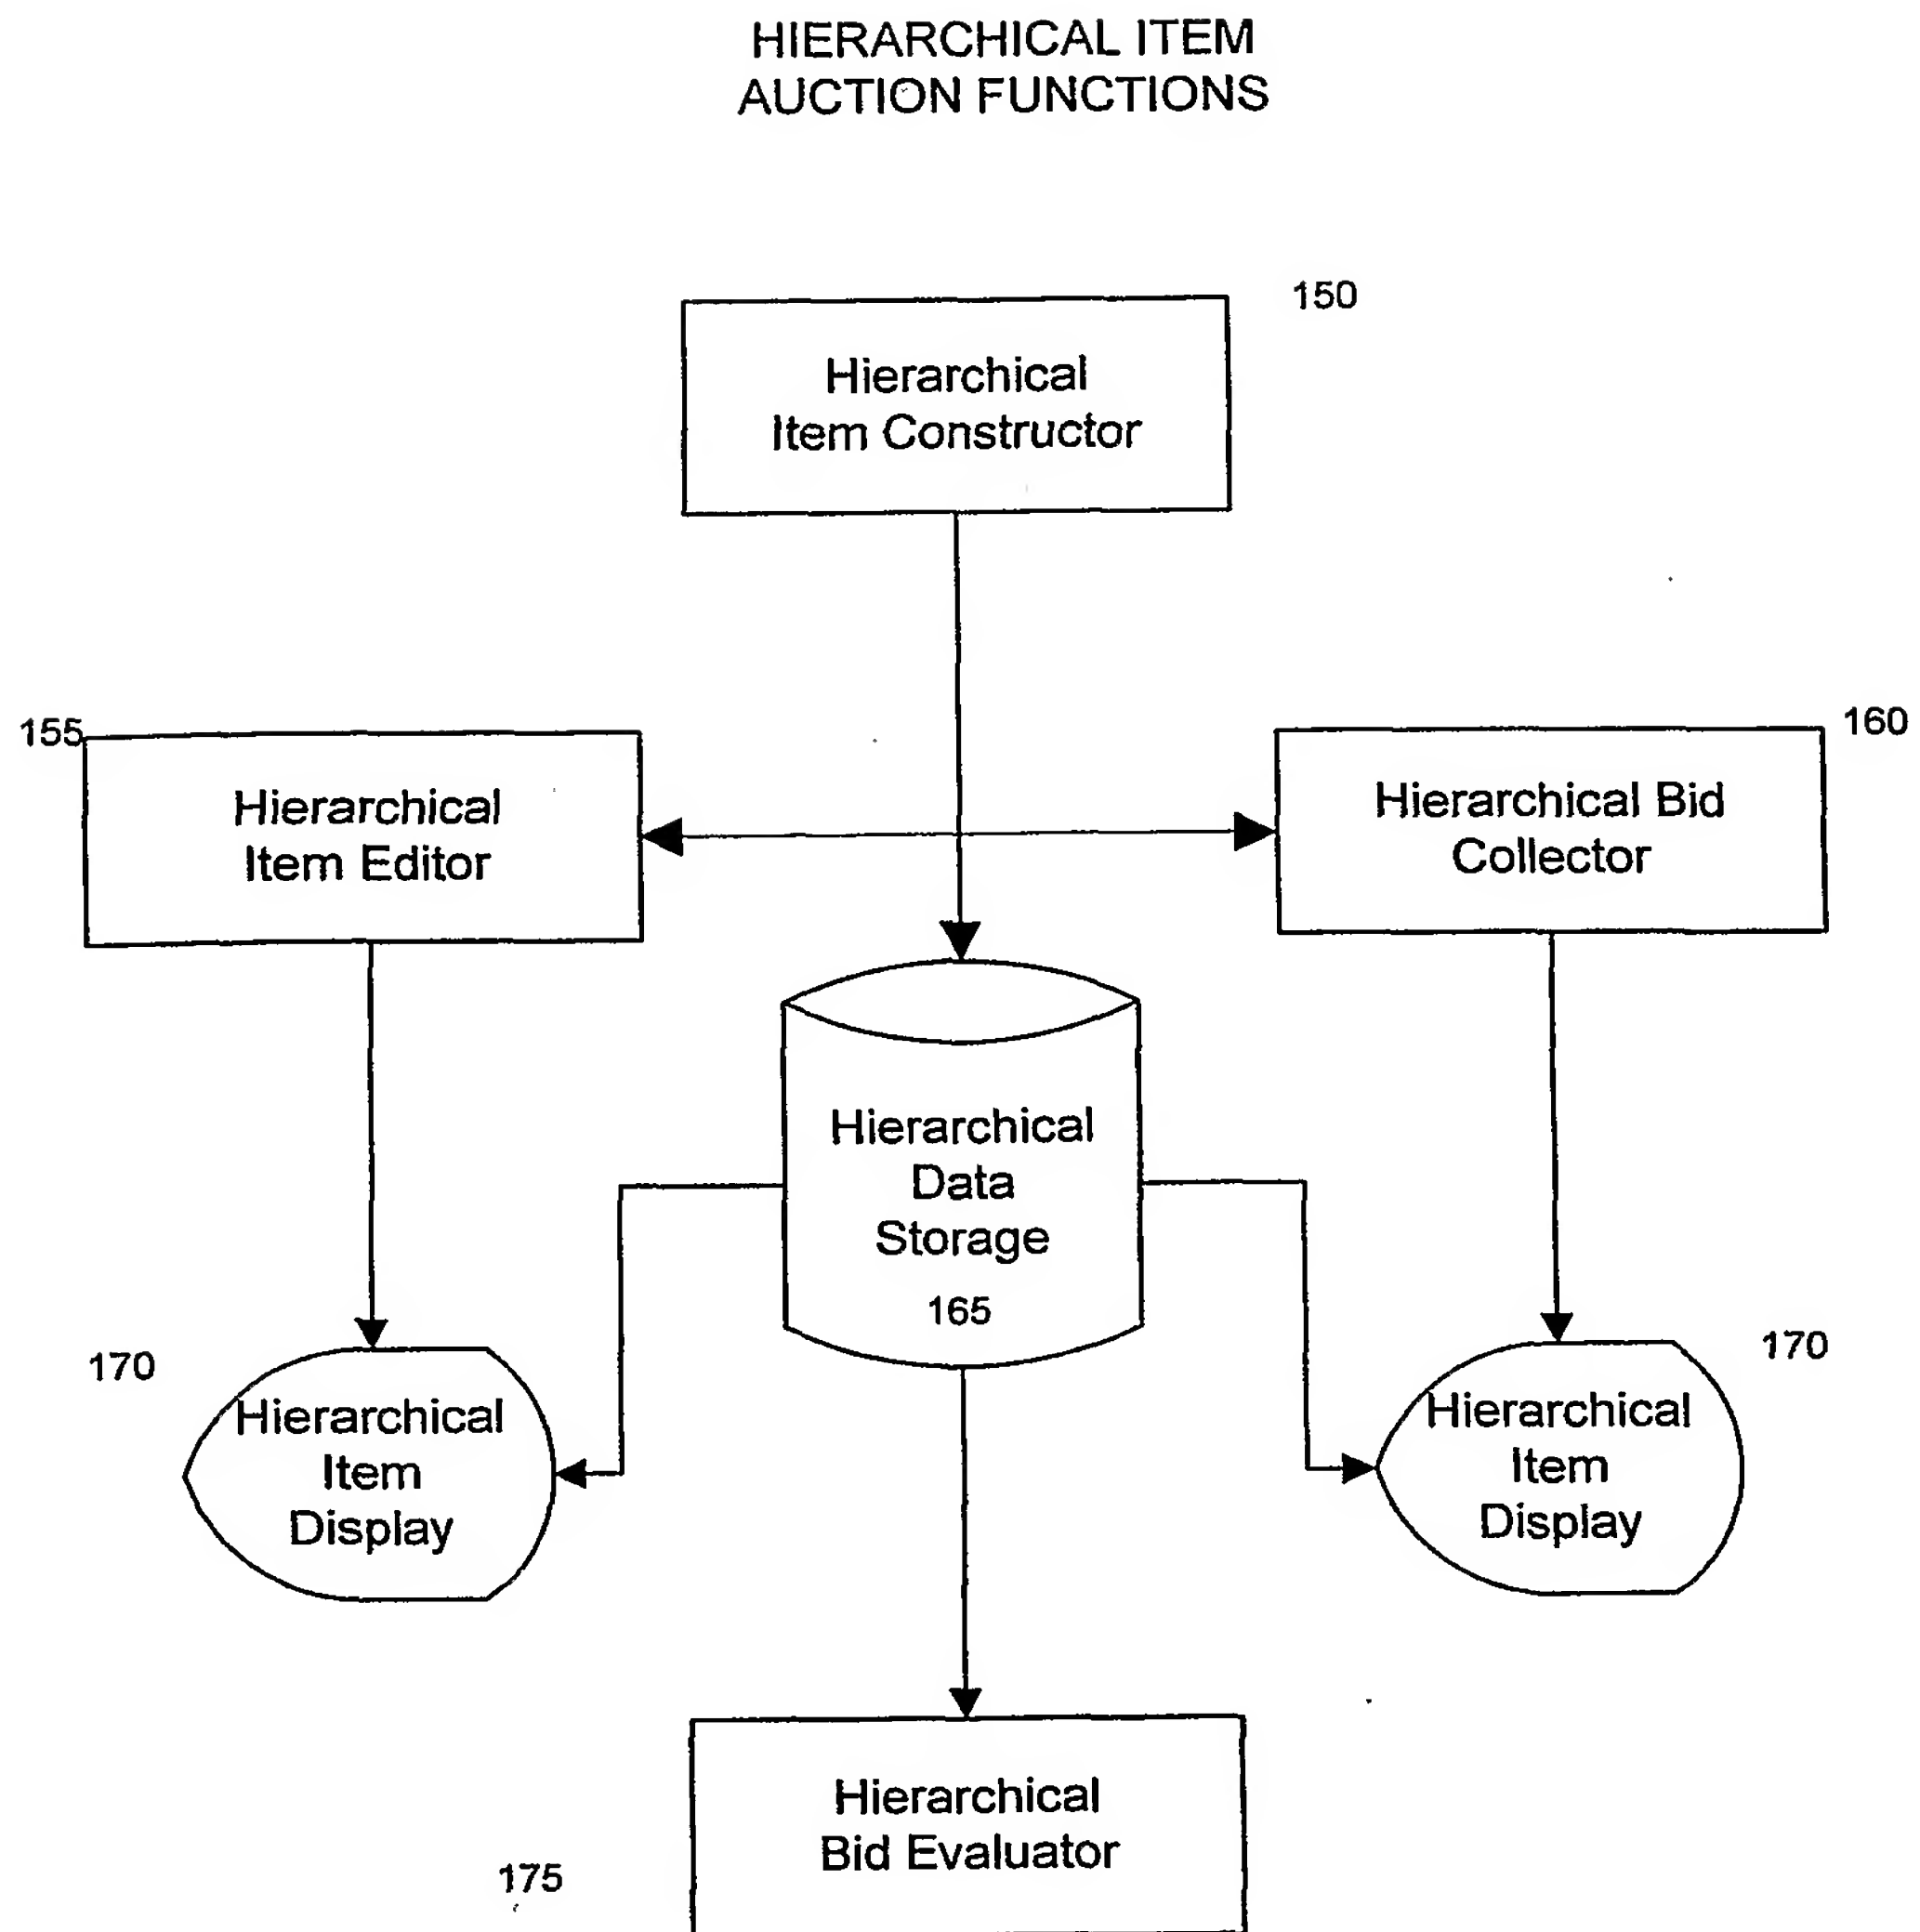 HIERARCHICAL ITEM
AUCTION FUNCTIONS
150
Hierarchical
Item Constructor
155
Hierarchical
Item Editor
160
Hierarchical Bid
Collector
Hierarchical
Data
Storage
165
170
Hierarchical
Item
Display
170
Hierarchical
Item
Display
Hierarchical
Bid Evaluator
175